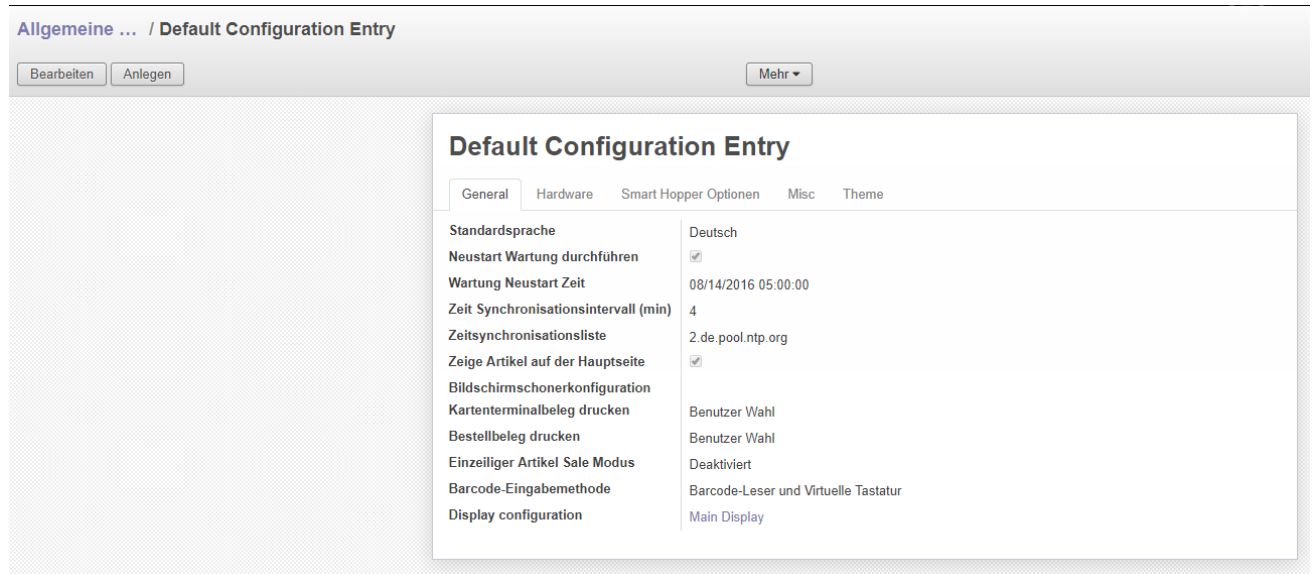 Allgemeine ... / Default Configuration Entry
Bearbeiten Anlegen Mehr
Default Configuration Entry
General Hardware Smart Hopper Optionen Misc Theme
Standardsprache Deutsch
Neustart Wartung durchführen
Wartung Neustart Zeit 08/14/2016 05:00:00
Zeit Synchronisationsintervall (min) 4
Zeitsynchronisationsliste 2.de.pool.ntp.org
Zeige Artikel auf der Hauptseite
Bildschirmschonerkonfiguration
Kartenterminalbeleg drucken Benutzer Wahl
Bestellbeleg drucken Benutzer Wahl
Einzeiliger Artikel Sale Modus Deaktiviert
Barcode-Eingabemethode Barcode-Leser und Virtuelle Tastatur
Display configuration Main Display